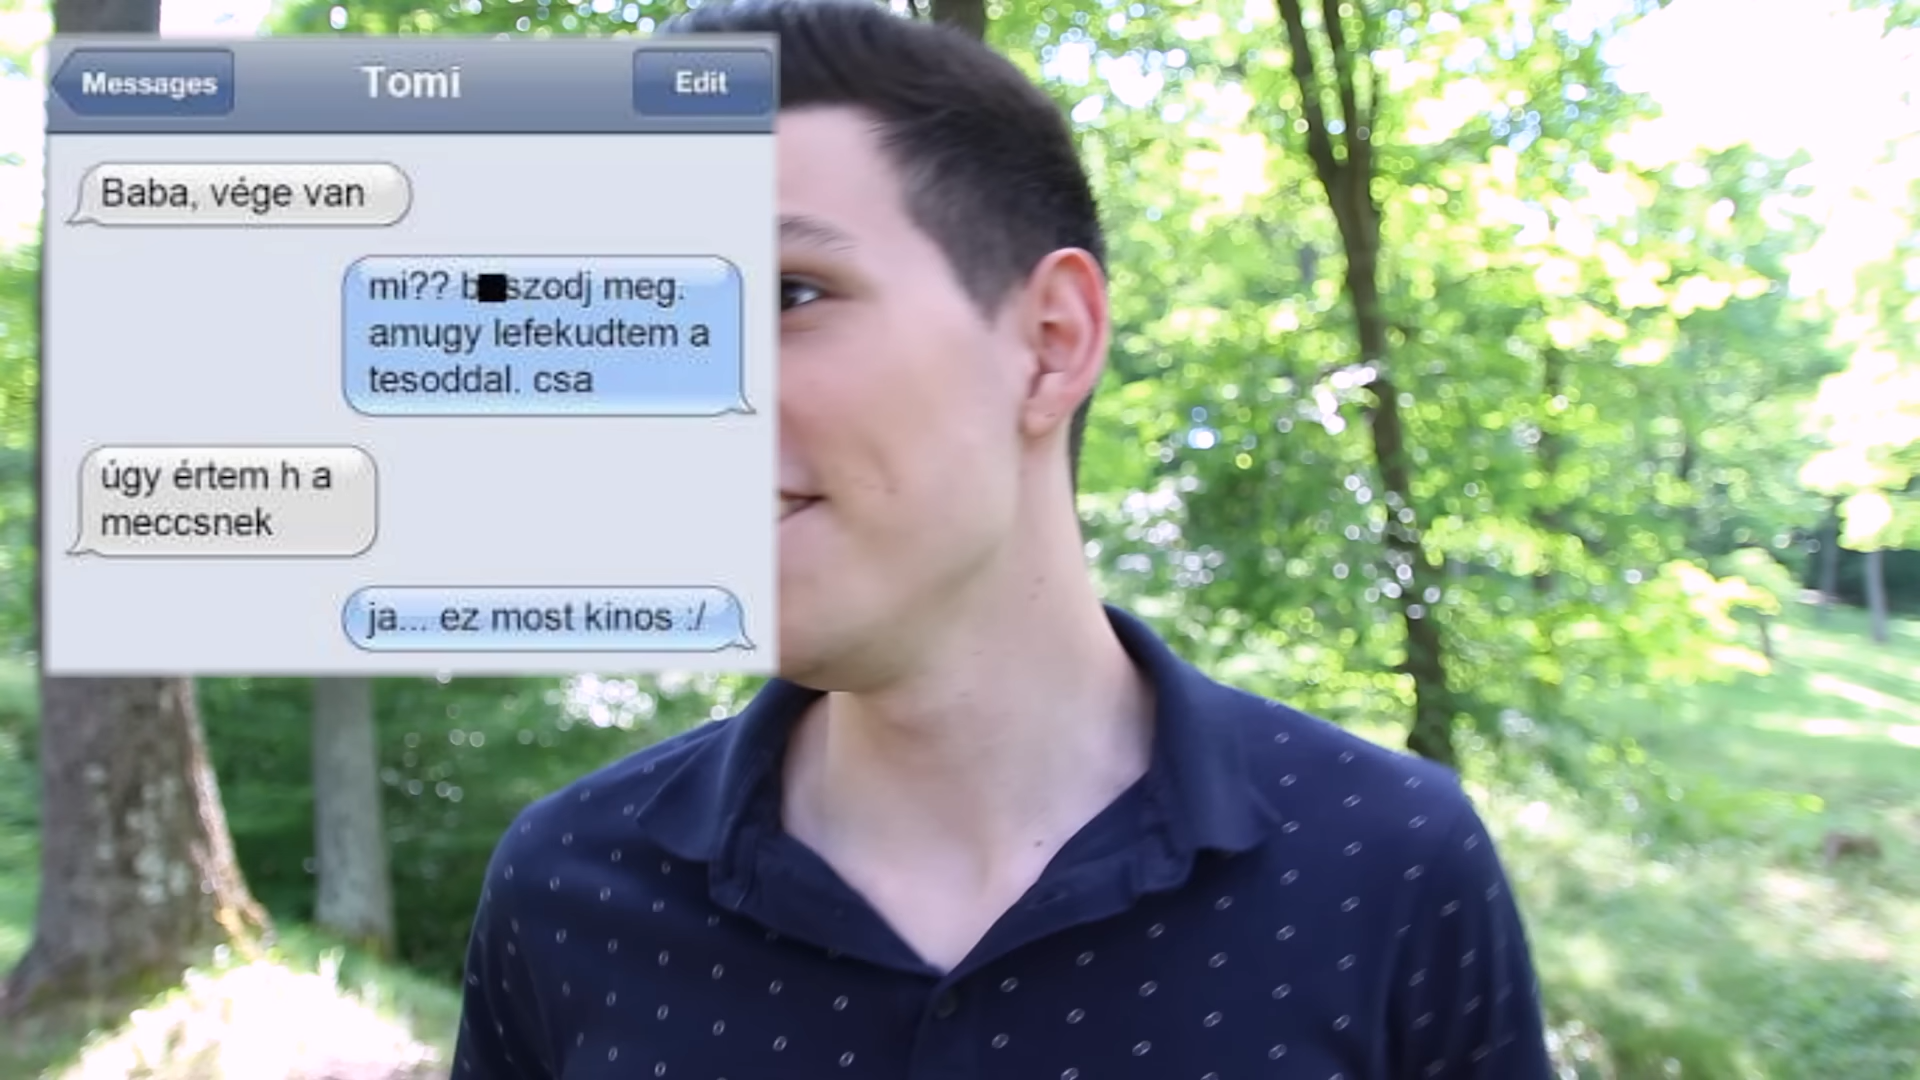 Messages
Tomi
Edit
Baba, vége van
mi?? b szodj meg.
amugy lefekudtem a
tesoddal. csa
úgy értem h a
meccsnek
ja... ez most kinos :/